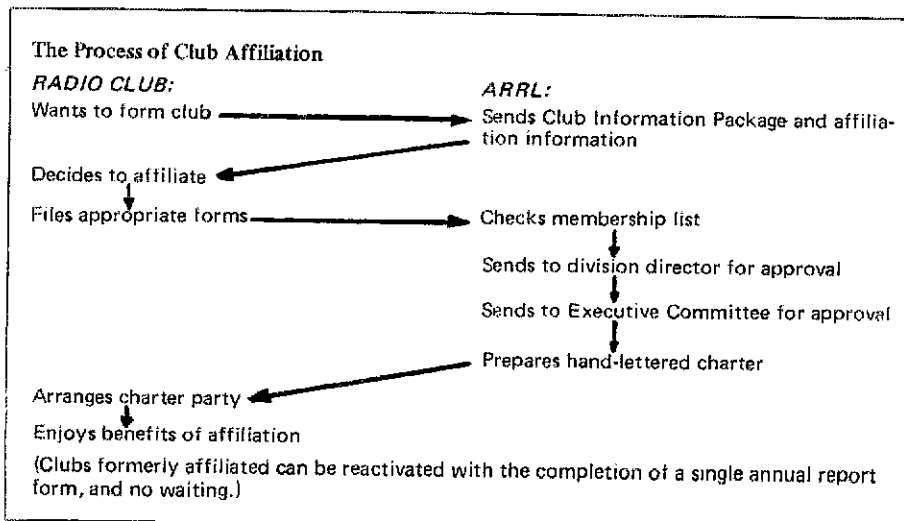 The Process of Club Affiliation
RADIO CLUB:
ARRL:
Wants to form club
Sends Club Information Package and affilia-
tion information
Decides to affiliate
Files appropriate forms
Checks membership list
Sends to division director for approval
Sends to Executive Committee for approval
Prepares hand-lettered charter
Arranges charter party
Enjoys benefits of affiliation
(Clubs formerly affiliated can be reactivated with the completion of a single annual report
form, and no waiting.)